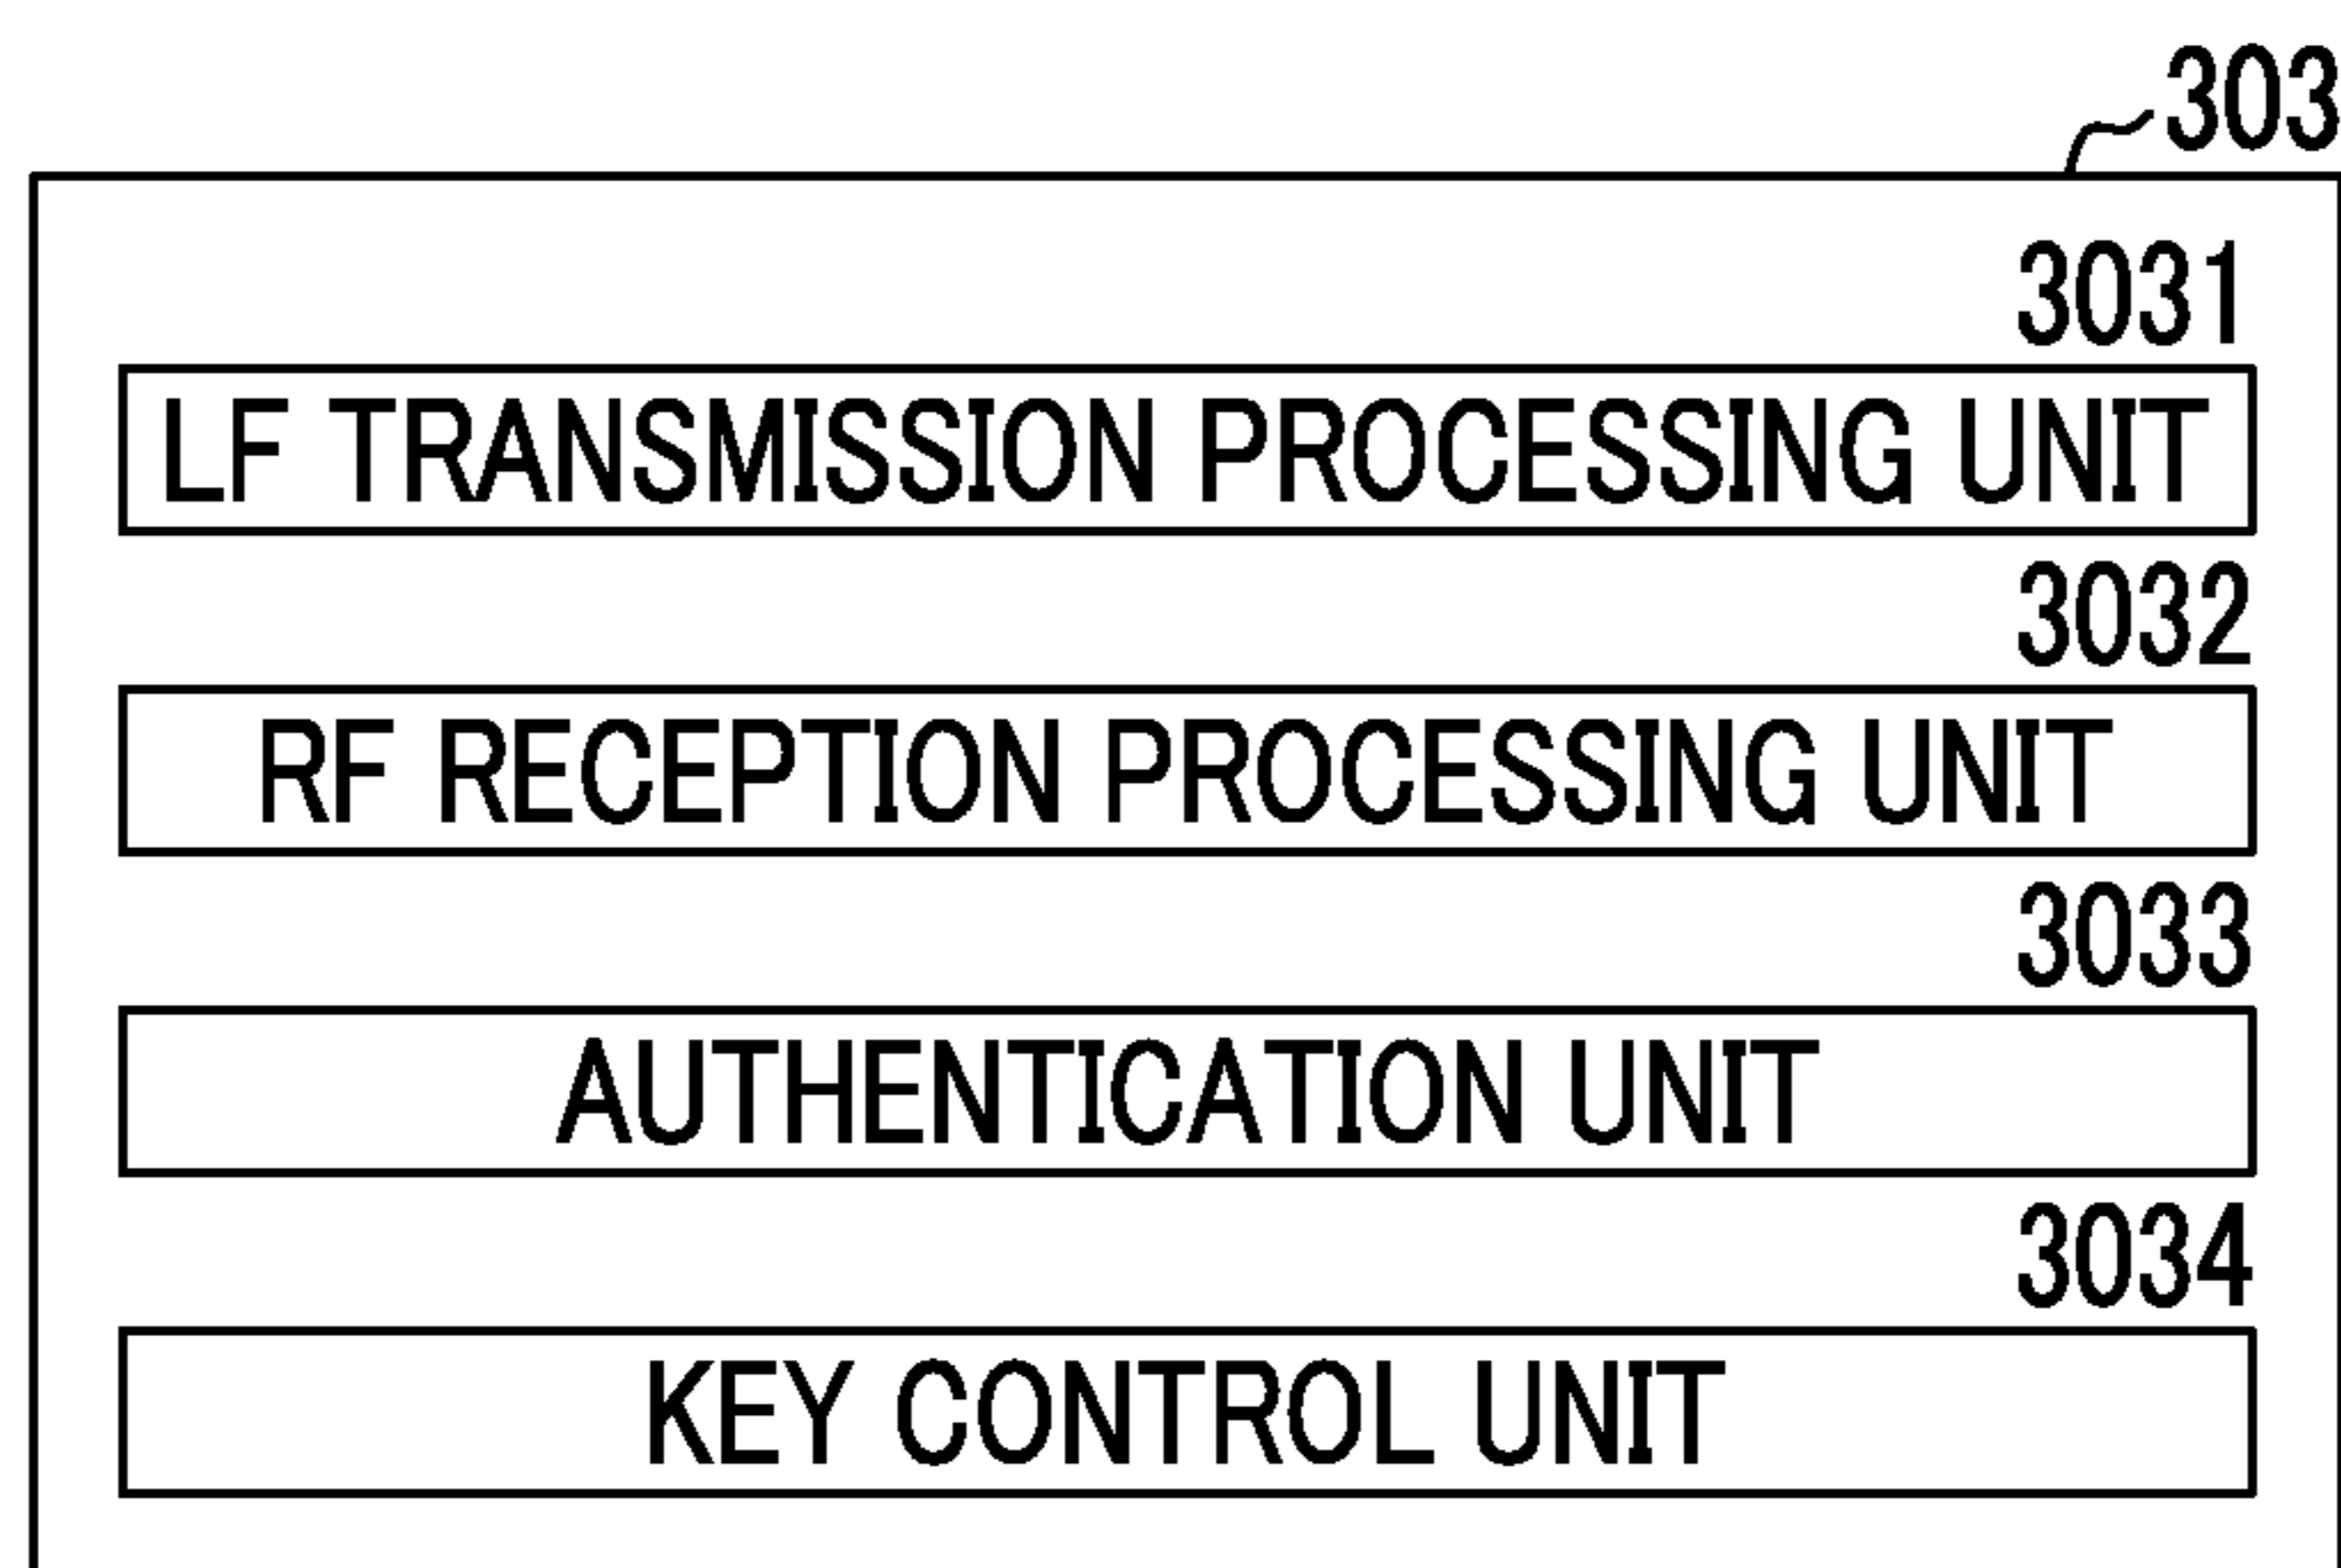 303
3031
LF TRANSMISSION PROCESSING UNIT
3032
RF RECEPTION PROCESSING UNIT
3033
AUTHENTICATION UNIT
3034
KEY CONTROL UNIT